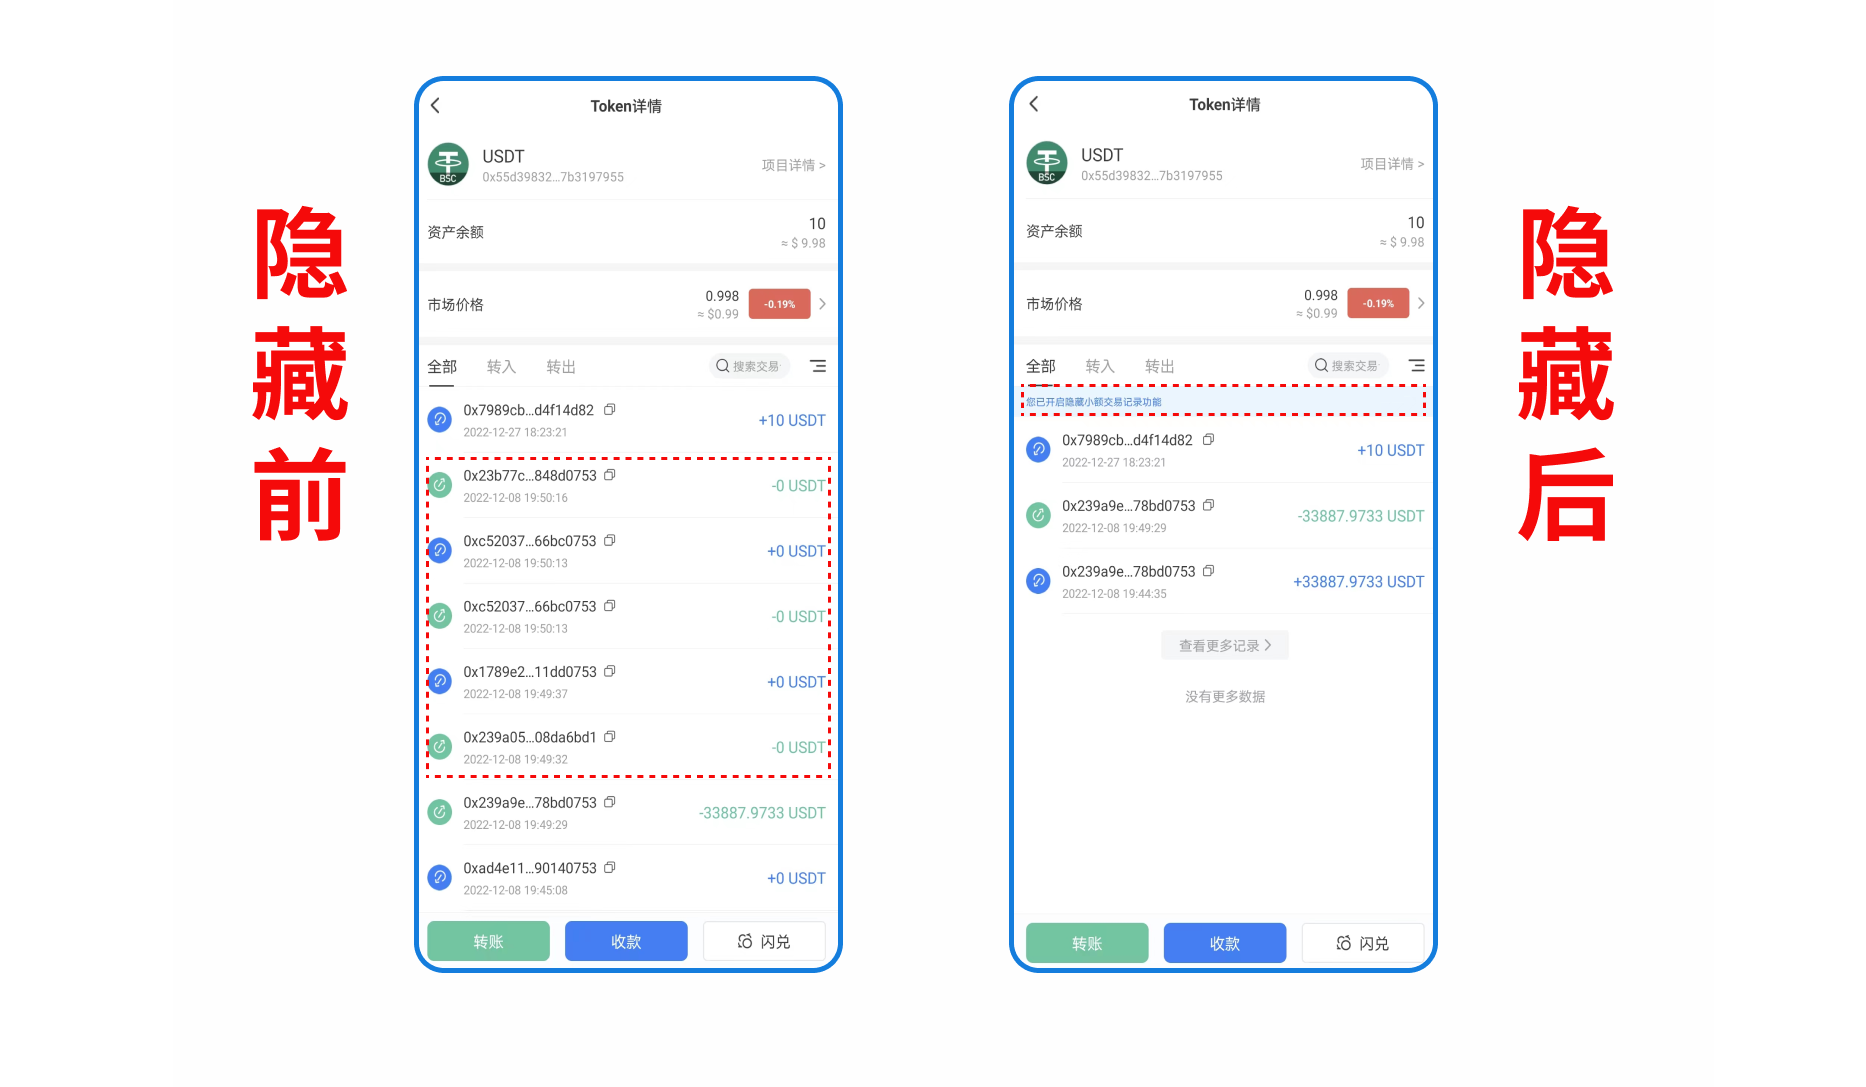 隐藏前
Token详情
USDT
0x55d39832...7b3197955
项目详情 >
BSC
资产余额
10
≈ $ 9.98
市场价格
0.998
≈ $0.99
-0.19%
全部 转入 转出 搜索交易
0x7989cb...d4f14d82
2022-12-27 18:23:21
+10 USDT
0x23b77c...848d0753
2022-12-08 19:50:16
-0 USDT
0xc52037...66bc0753
2022-12-08 19:50:13
+0 USDT
0xc52037...66bc0753
2022-12-08 19:50:13
-0 USDT
0x1789e2...11dd0753
2022-12-08 19:49:37
+0 USDT
0x239a05...08da6bd1
2022-12-08 19:49:32
-0 USDT
0x239a9e...78bd0753
2022-12-08 19:49:29
-33887.9733 USDT
0xad4e11...90140753
2022-12-08 19:45:08
+0 USDT
转账 收款 闪兑
Token详情
USDT
0x55d39832...7b3197955
项目详情 >
BSC
资产余额
10
≈ $ 9.98
市场价格
0.998
≈ $0.99
-0.19%
全部 转入 转出 搜索交易
您已开启隐藏小额交易记录功能
0x7989cb...d4f14d82
2022-12-27 18:23:21
+10 USDT
0x239a9e...78bd0753
2022-12-08 19:49:29
-33887.9733 USDT
0x239a9e...78bd0753
2022-12-08 19:44:35
+33887.9733 USDT
查看更多记录
没有更多数据
转账 收款 闪兑
隐藏后